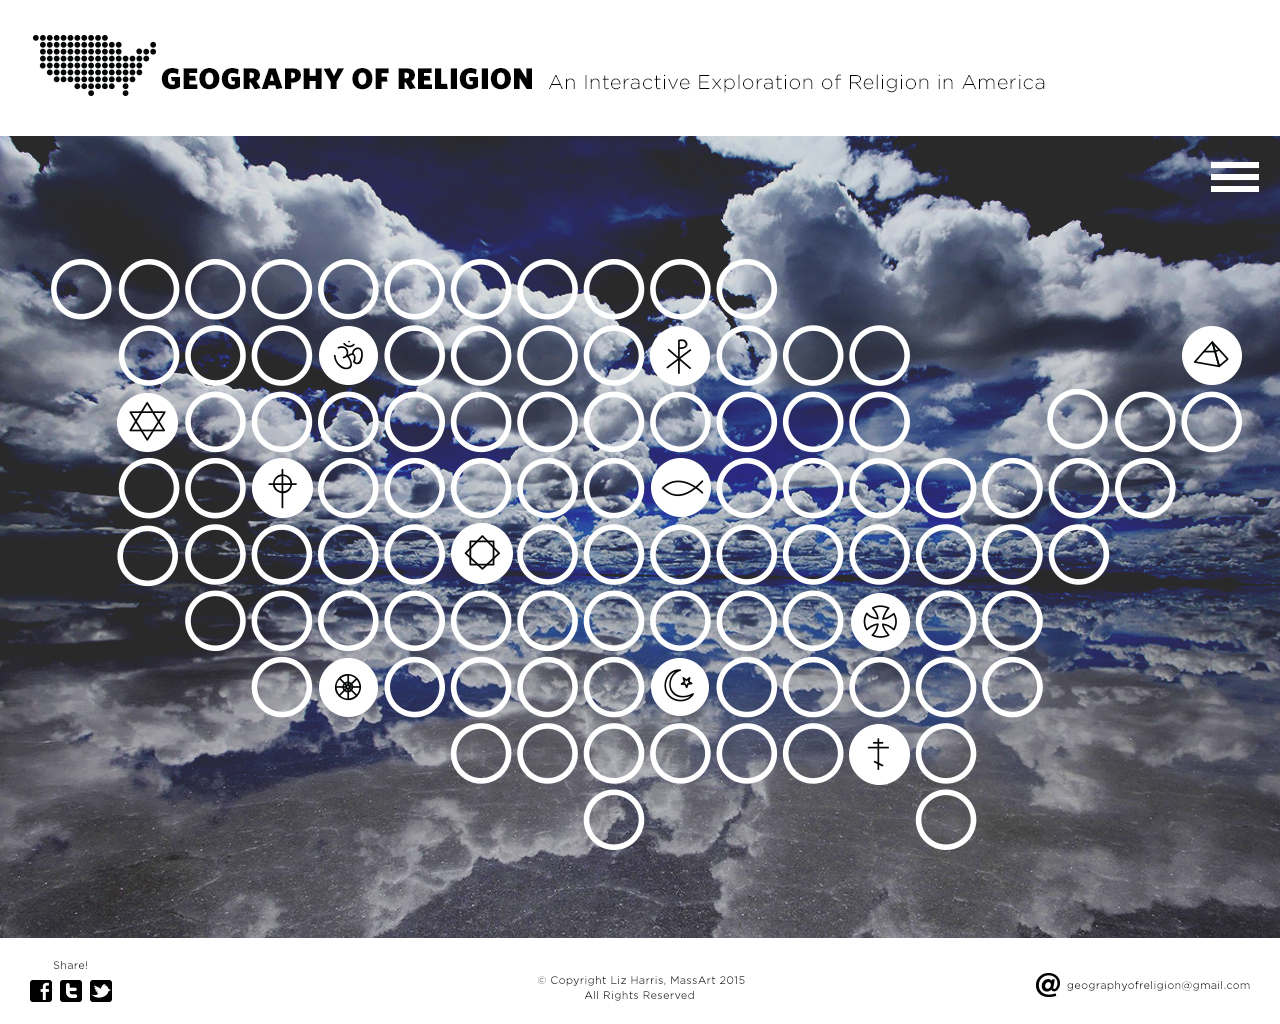 GEOGRAPHY OF RELIGION An Interactive Exploration of Religion in America
ॐ
Share!
© Copyright Liz Harris, MassArt 2015
All Rights Reserved
@ geographyofreligion@gmail.com